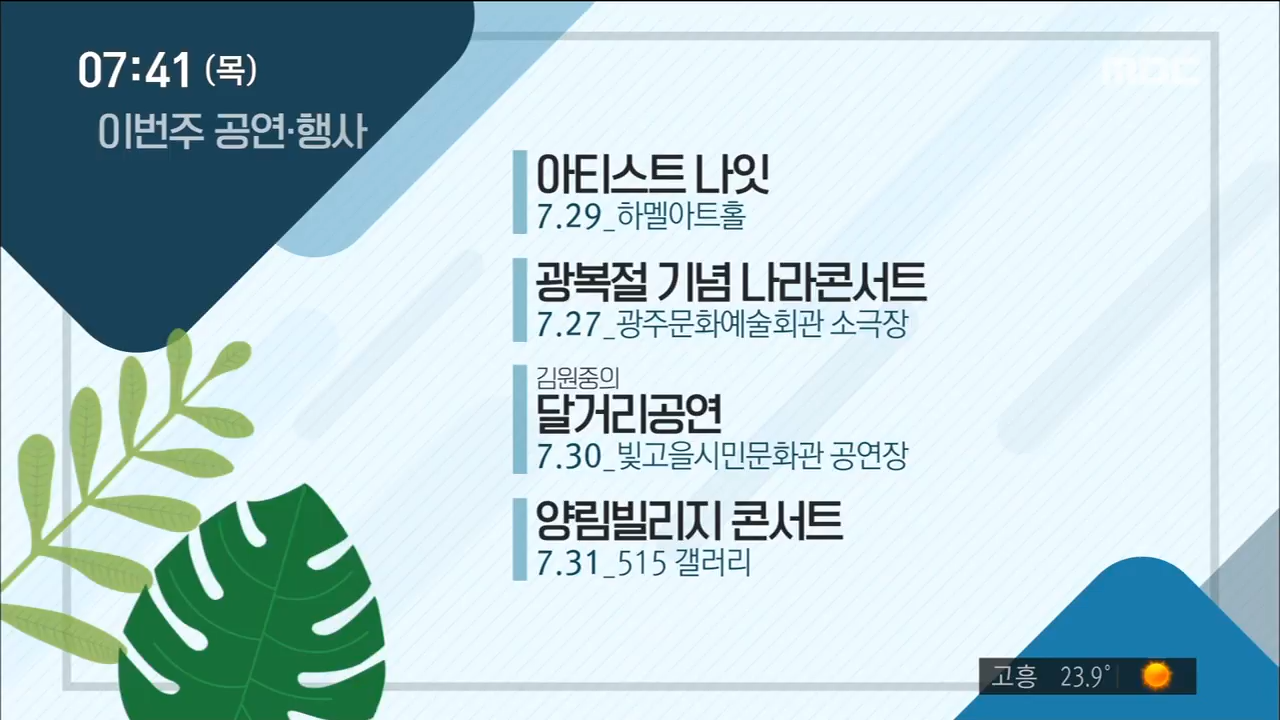 07:41 (목)
MBC
이번주 공연·행사
아티스트 나잇
7.29_하멜아트홀
광복절 기념 나라콘서트
7.27_광주문화예술회관 소극장
김원중의
달거리공연
7.30_빛고을시민문화관 공연장
양림빌리지 콘서트
7.31_515 갤러리
고흥 23.9°